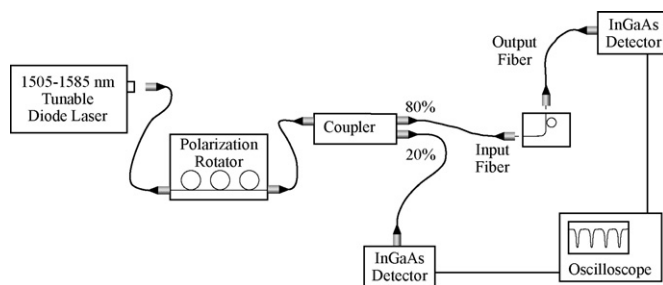 1505-1585 nm
Tunable
Diode Laser
Polarization
Rotator
Coupler
80%
20%
Input
Fiber
Output
Fiber
InGaAs
Detector
InGaAs
Detector
Oscilloscope